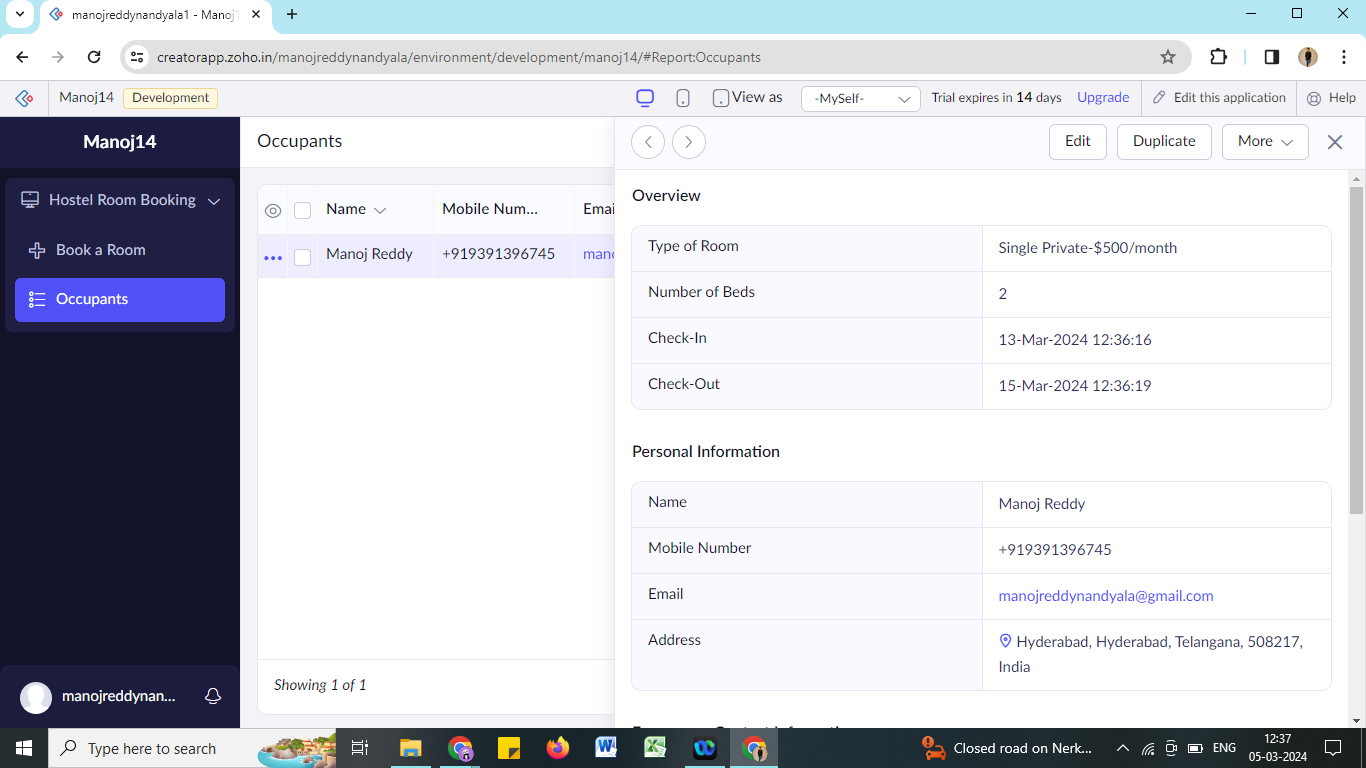 manojreddynandyala1 - Manoj1
creatorapp.zoho.in/manojreddynandyala/environment/development/manoj14/#Report:Occupants
Manoj14 Development View as -MySelf- Trial expires in 14 days Upgrade Edit this application Help
Manoj14
Hostel Room Booking
Book a Room
Occupants
manojreddynan...
Occupants
Name Mobile Num... Emai
Manoj Reddy +919391396745 mano
Showing 1 of 1
Edit Duplicate More
Overview
Type of Room Single Private-$500/month
Number of Beds 2
Check-In 13-Mar-2024 12:36:16
Check-Out 15-Mar-2024 12:36:19
Personal Information
Name Manoj Reddy
Mobile Number +919391396745
Email manojreddynandyala@gmail.com
Address Hyderabad, Hyderabad, Telangana, 508217,
India
Type here to search
Closed road on Nerk... ENG 12:37
05-03-2024